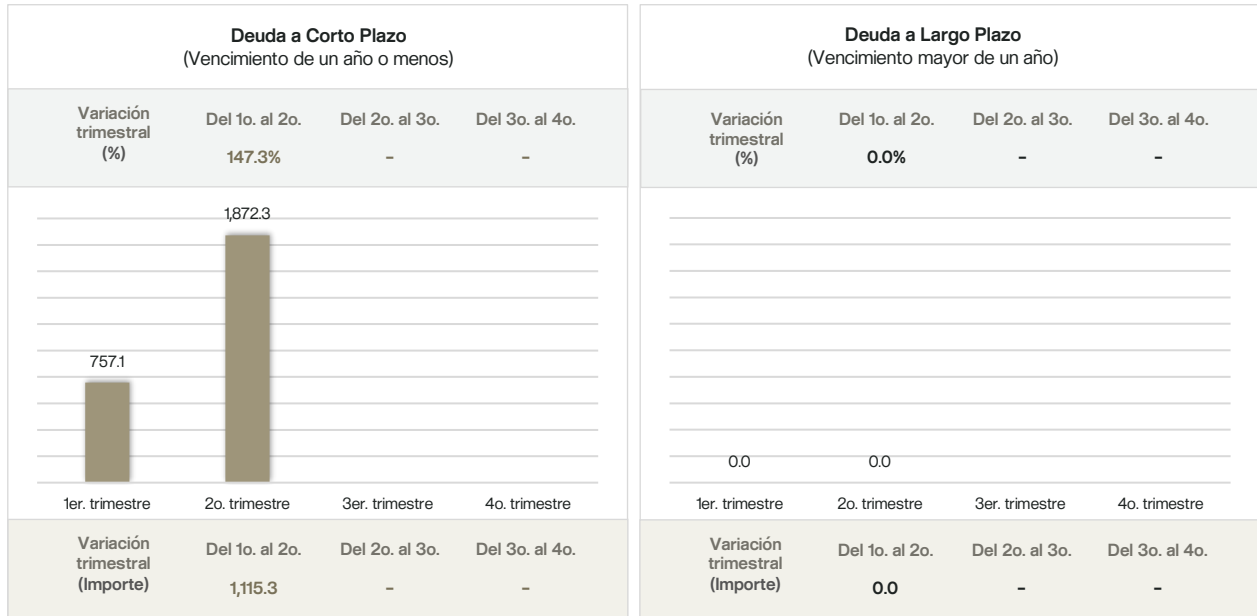 Deuda a Corto Plazo
(Vencimiento de un año o menos)
Variación
trimestral
(%)
Del 1o. al 2o.
Del 2o. al 3o.
Del 3o. al 4o.
147.3%
–
–
1,872.3
757.1
1er. trimestre
2o. trimestre
3er. trimestre
4o. trimestre
Variación
trimestral
(Importe)
Del 1o. al 2o.
Del 2o. al 3o.
Del 3o. al 4o.
1,115.3
–
–
Deuda a Largo Plazo
(Vencimiento mayor de un año)
Variación
trimestral
(%)
Del 1o. al 2o.
Del 2o. al 3o.
Del 3o. al 4o.
0.0%
–
–
0.0
0.0
1er. trimestre
2o. trimestre
3er. trimestre
4o. trimestre
Variación
trimestral
(Importe)
Del 1o. al 2o.
Del 2o. al 3o.
Del 3o. al 4o.
0.0
–
–